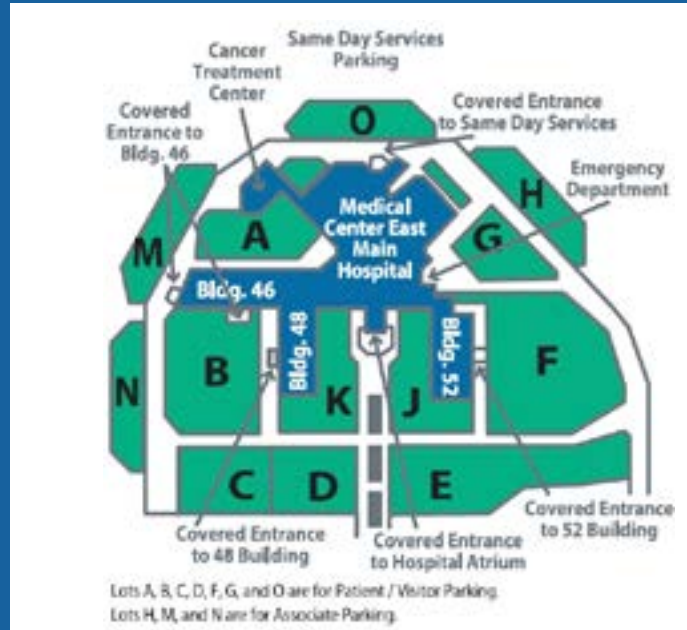 Same Day Services
Parking
Cancer
Treatment
Center
Covered
Entrance to
Bldg. 46
Covered Entrance
to Same Day Services
Emergency
Department
O
H
M
A
G
Medical
Center East
Main
Hospital
Bldg. 46
Bldg. 48
Bldg. 52
N
B
K
J
F
C
D
E
Covered Entrance
to 48 Building
Covered Entrance
to Hospital Atrium
Covered Entrance
to 52 Building
Lots A, B, C, D, F, G, and O are for Patient / Visitor Parking.
Lots H, M, and N are for Associate Parking.